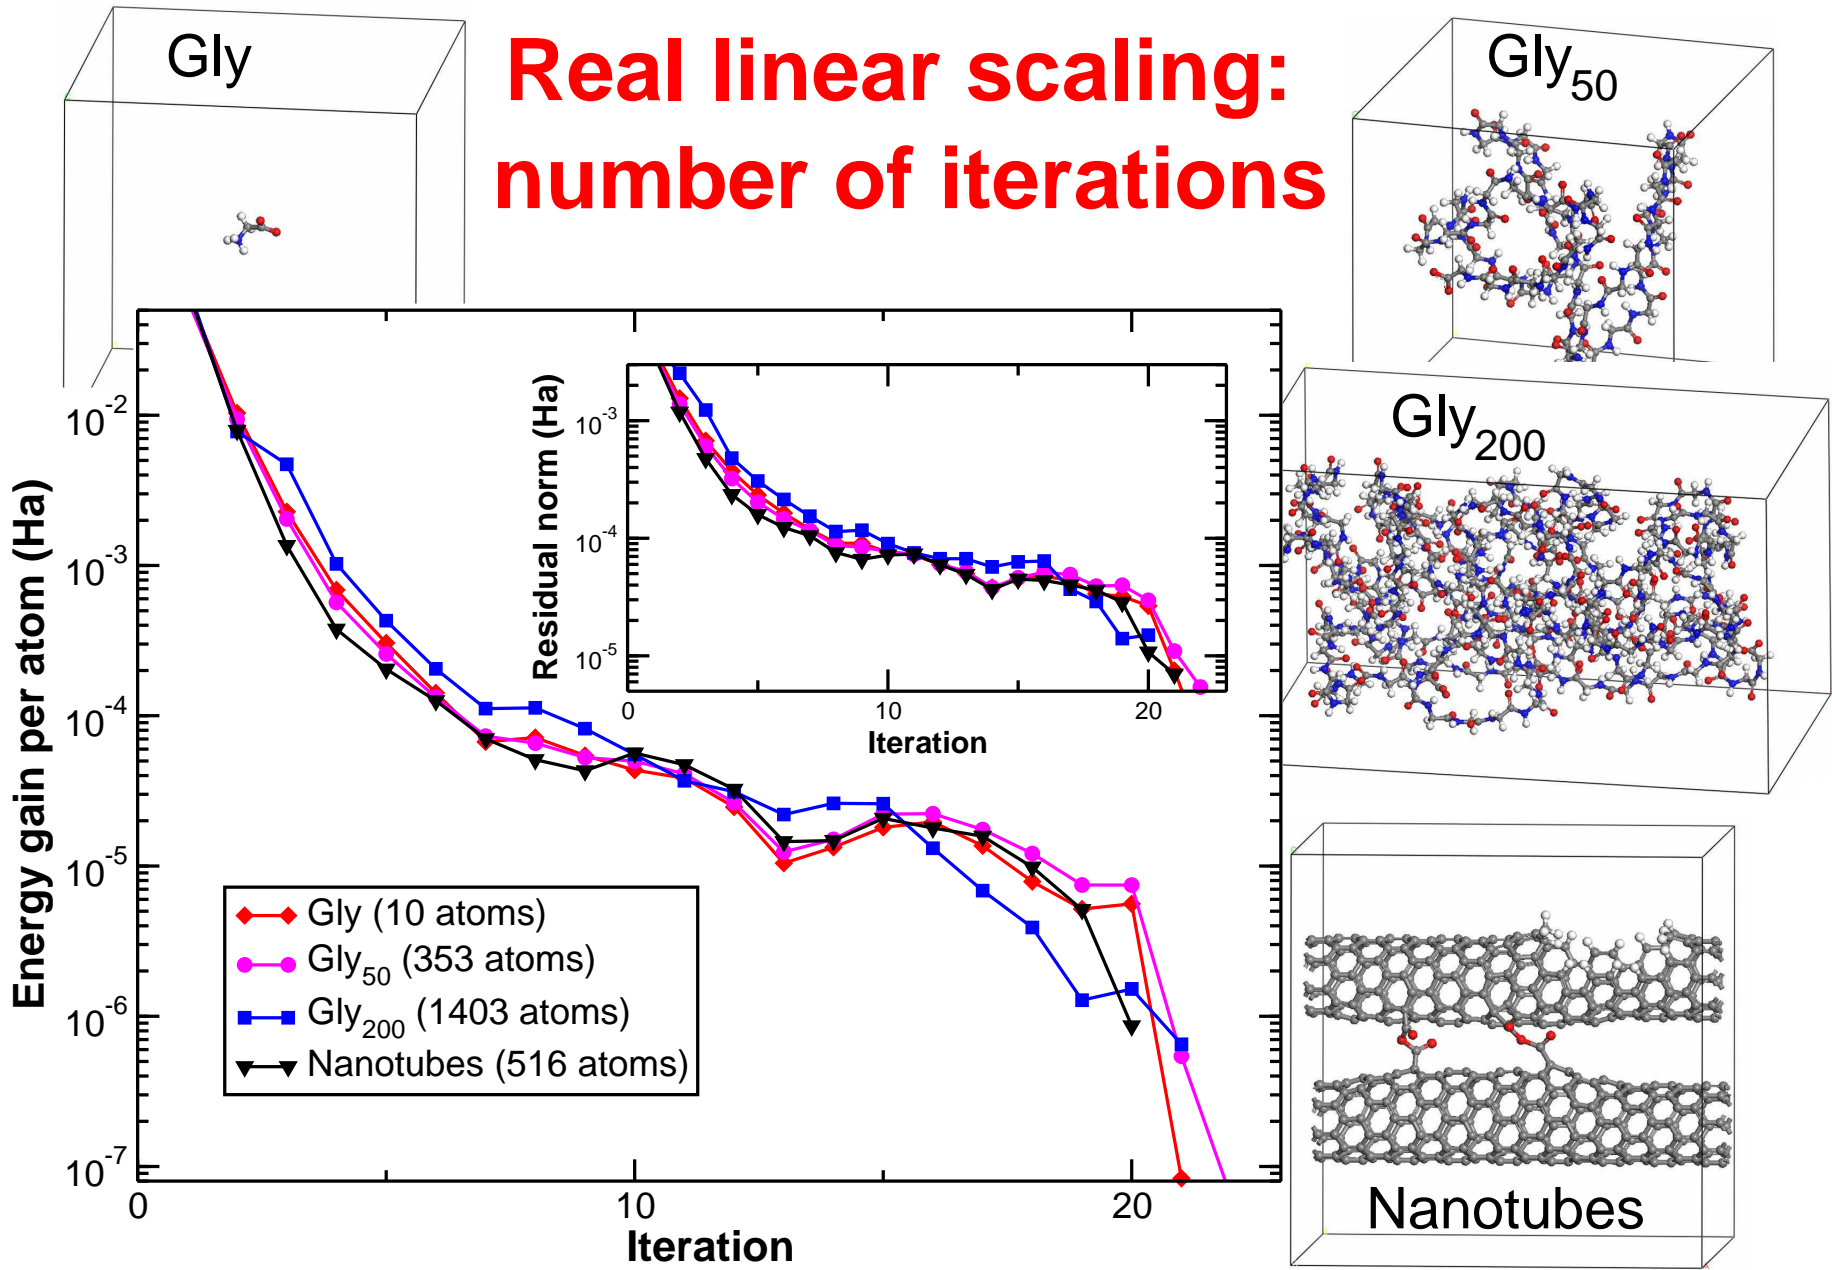 Gly
Real linear scaling:
number of iterations
Gly50
Gly200
Nanotubes
Energy gain per atom (Ha)
10-2
10-3
10-4
10-5
10-6
10-7
0
10
20
Iteration
Residual norm (Ha)
10-3
10-4
10-5
0
10
20
Iteration
Gly (10 atoms)
Gly50 (353 atoms)
Gly200 (1403 atoms)
Nanotubes (516 atoms)